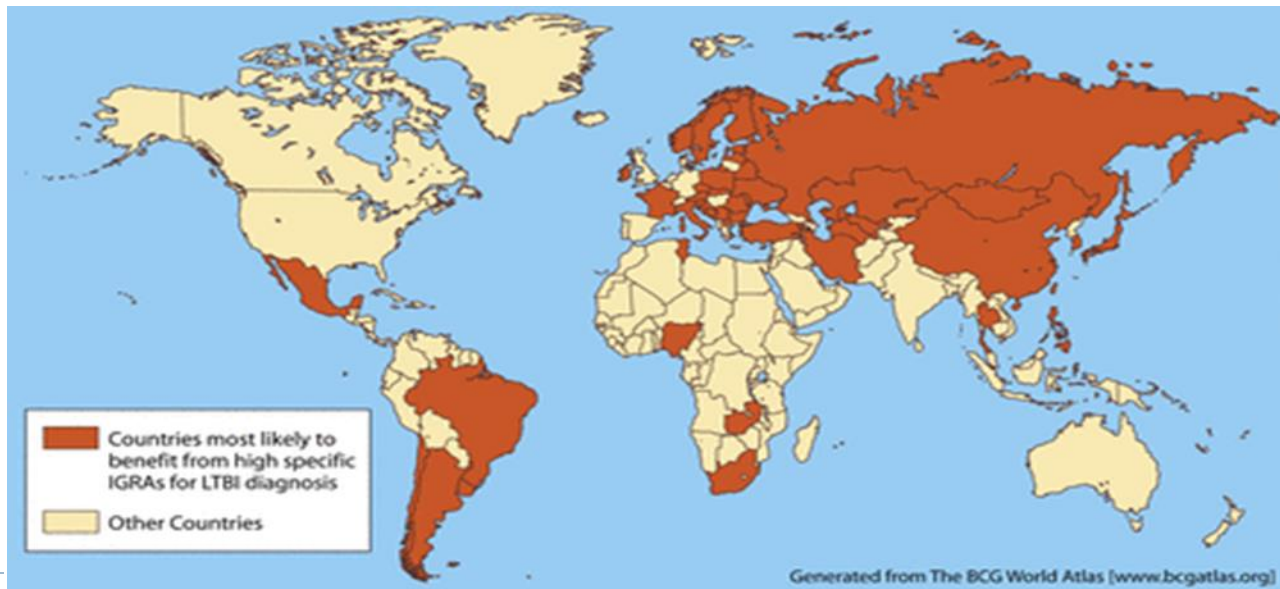 Countries most likely to
benefit from high specific
IGRAs for LTBI diagnosis
Other Countries
Generated from The BCG World Atlas [www.bcgatlas.org]